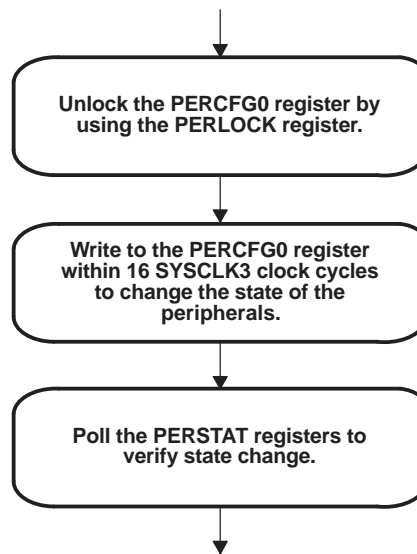 Unlock the PERCFG0 register by
using the PERLOCK register.
Write to the PERCFG0 register
within 16 SYSCLK3 clock cycles
to change the state of the
peripherals.
Poll the PERSTAT registers to
verify state change.